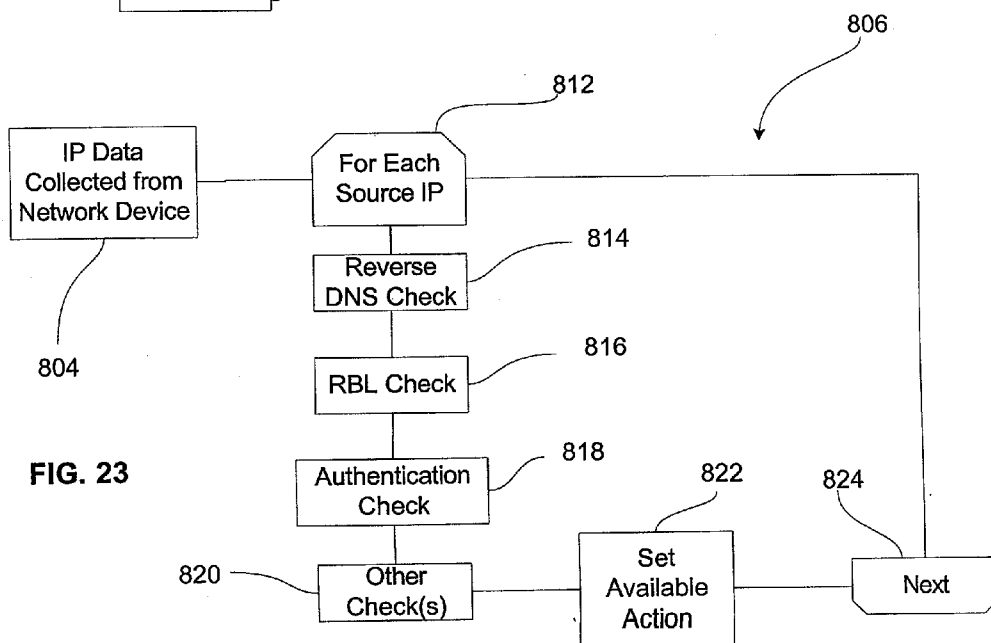 806
812
IP Data
Collected from
Network Device
For Each
Source IP
814
Reverse
DNS Check
804
816
RBL Check
FIG. 23
818
Authentication
Check
822
824
820
Other
Check(s)
Set
Available
Action
Next